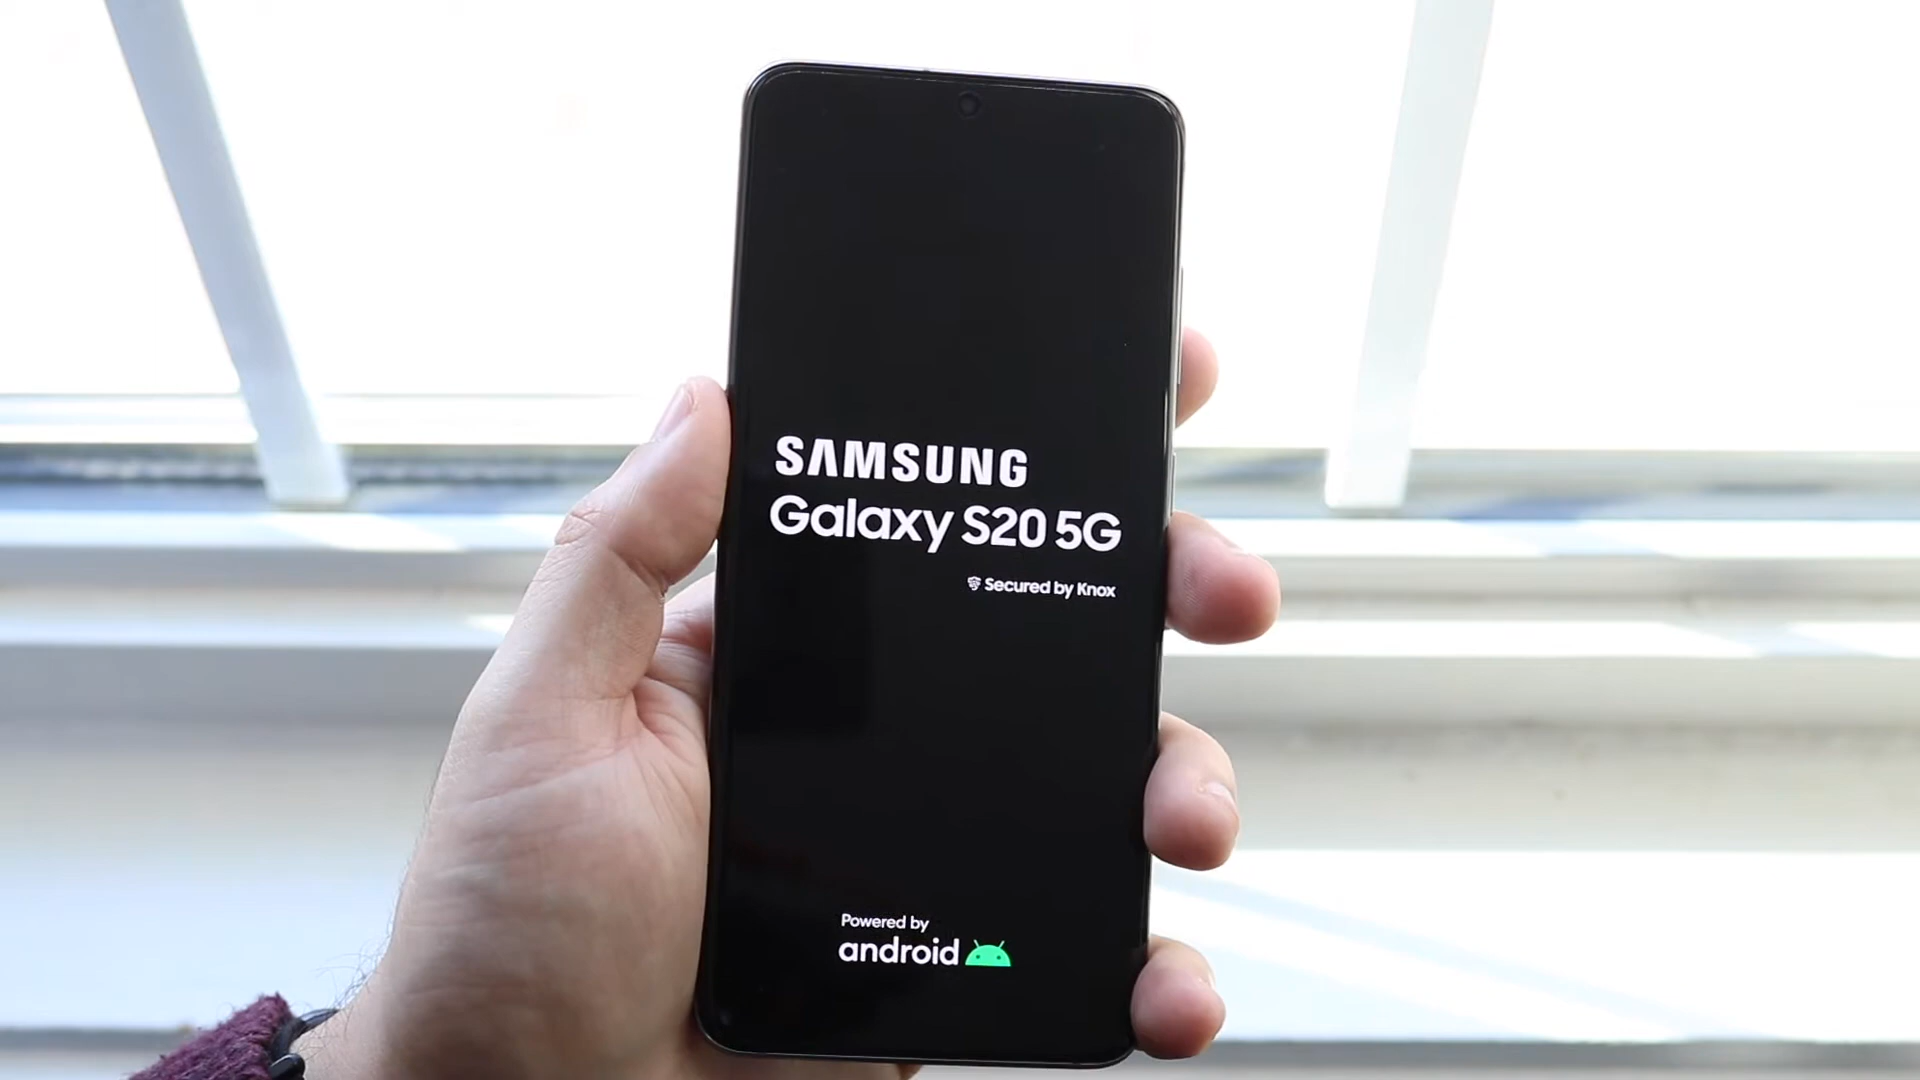 SAMSUNG
Galaxy S20 5G
Secured by Knox
Powered by
android